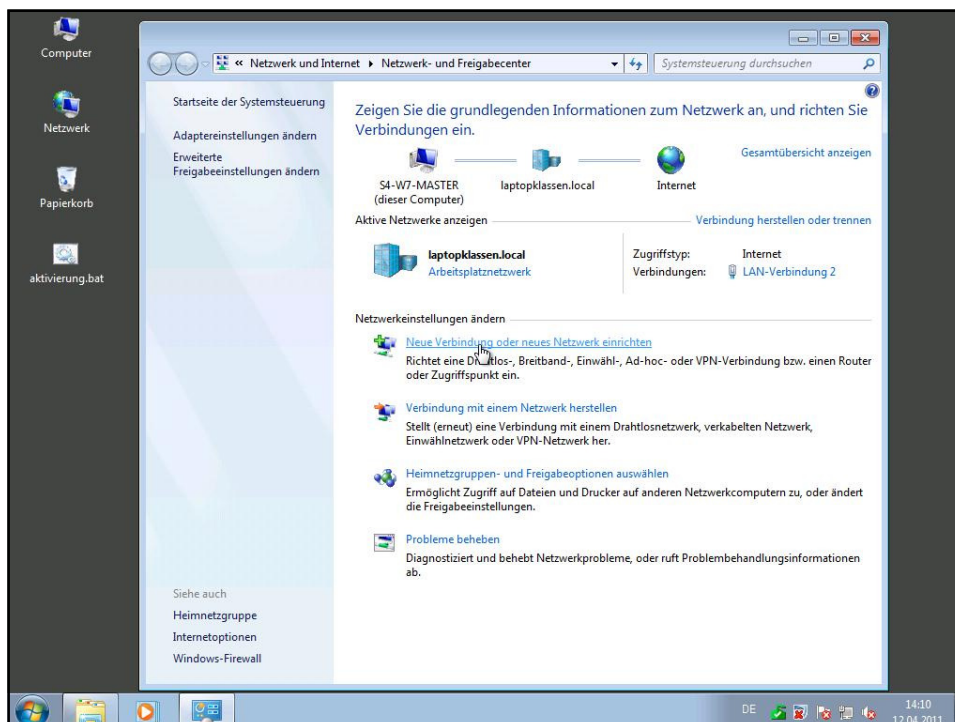 Computer
Netzwerk
Papierkorb
aktivierung.bat
« Netzwerk und Internet ▸ Netzwerk- und Freigabecenter
Systemsteuerung durchsuchen
Startseite der Systemsteuerung
Adaptereinstellungen ändern
Erweiterte
Freigabeeinstellungen ändern
Zeigen Sie die grundlegenden Informationen zum Netzwerk an, und richten Sie
Verbindungen ein.
Gesamtübersicht anzeigen
S4-W7-MASTER
(dieser Computer)
laptopklassen.local
Internet
Aktive Netzwerke anzeigen
Verbindung herstellen oder trennen
laptopklassen.local
Arbeitsplatznetzwerk
Zugriffstyp: Internet
Verbindungen: LAN-Verbindung 2
Netzwerkeinstellungen ändern
Neue Verbindung oder neues Netzwerk einrichten
Richtet eine Drahtlos-, Breitband-, Einwähl-, Ad-hoc- oder VPN-Verbindung bzw. einen Router
oder Zugriffspunkt ein.
Verbindung mit einem Netzwerk herstellen
Stellt (erneut) eine Verbindung mit einem Drahtlosnetzwerk, verkabelten Netzwerk,
Einwählnetzwerk oder VPN-Netzwerk her.
Heimnetzgruppen- und Freigabeoptionen auswählen
Ermöglicht Zugriff auf Dateien und Drucker auf anderen Netzwerkcomputern zu, oder ändert
die Freigabeeinstellungen.
Probleme beheben
Diagnostiziert und behebt Netzwerkprobleme, oder ruft Problembehandlungsinformationen
ab.
Siehe auch
Heimnetzgruppe
Internetoptionen
Windows-Firewall
DE
14:10
12.04.2011